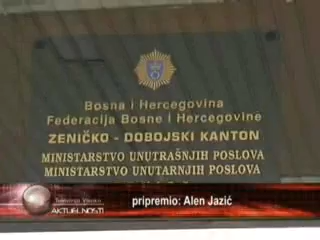 Bosna i Hercegovina
Federacija Bosne i Hercegovine
ZENIČKO - DOBOJSKI KANTON
MINISTARSTVO UNUTRAŠNJIH POSLOVA
MINISTARSTVO UNUTARNJIH POSLOVA
AKTUELNOSTI
pripremio: Alen Jazić